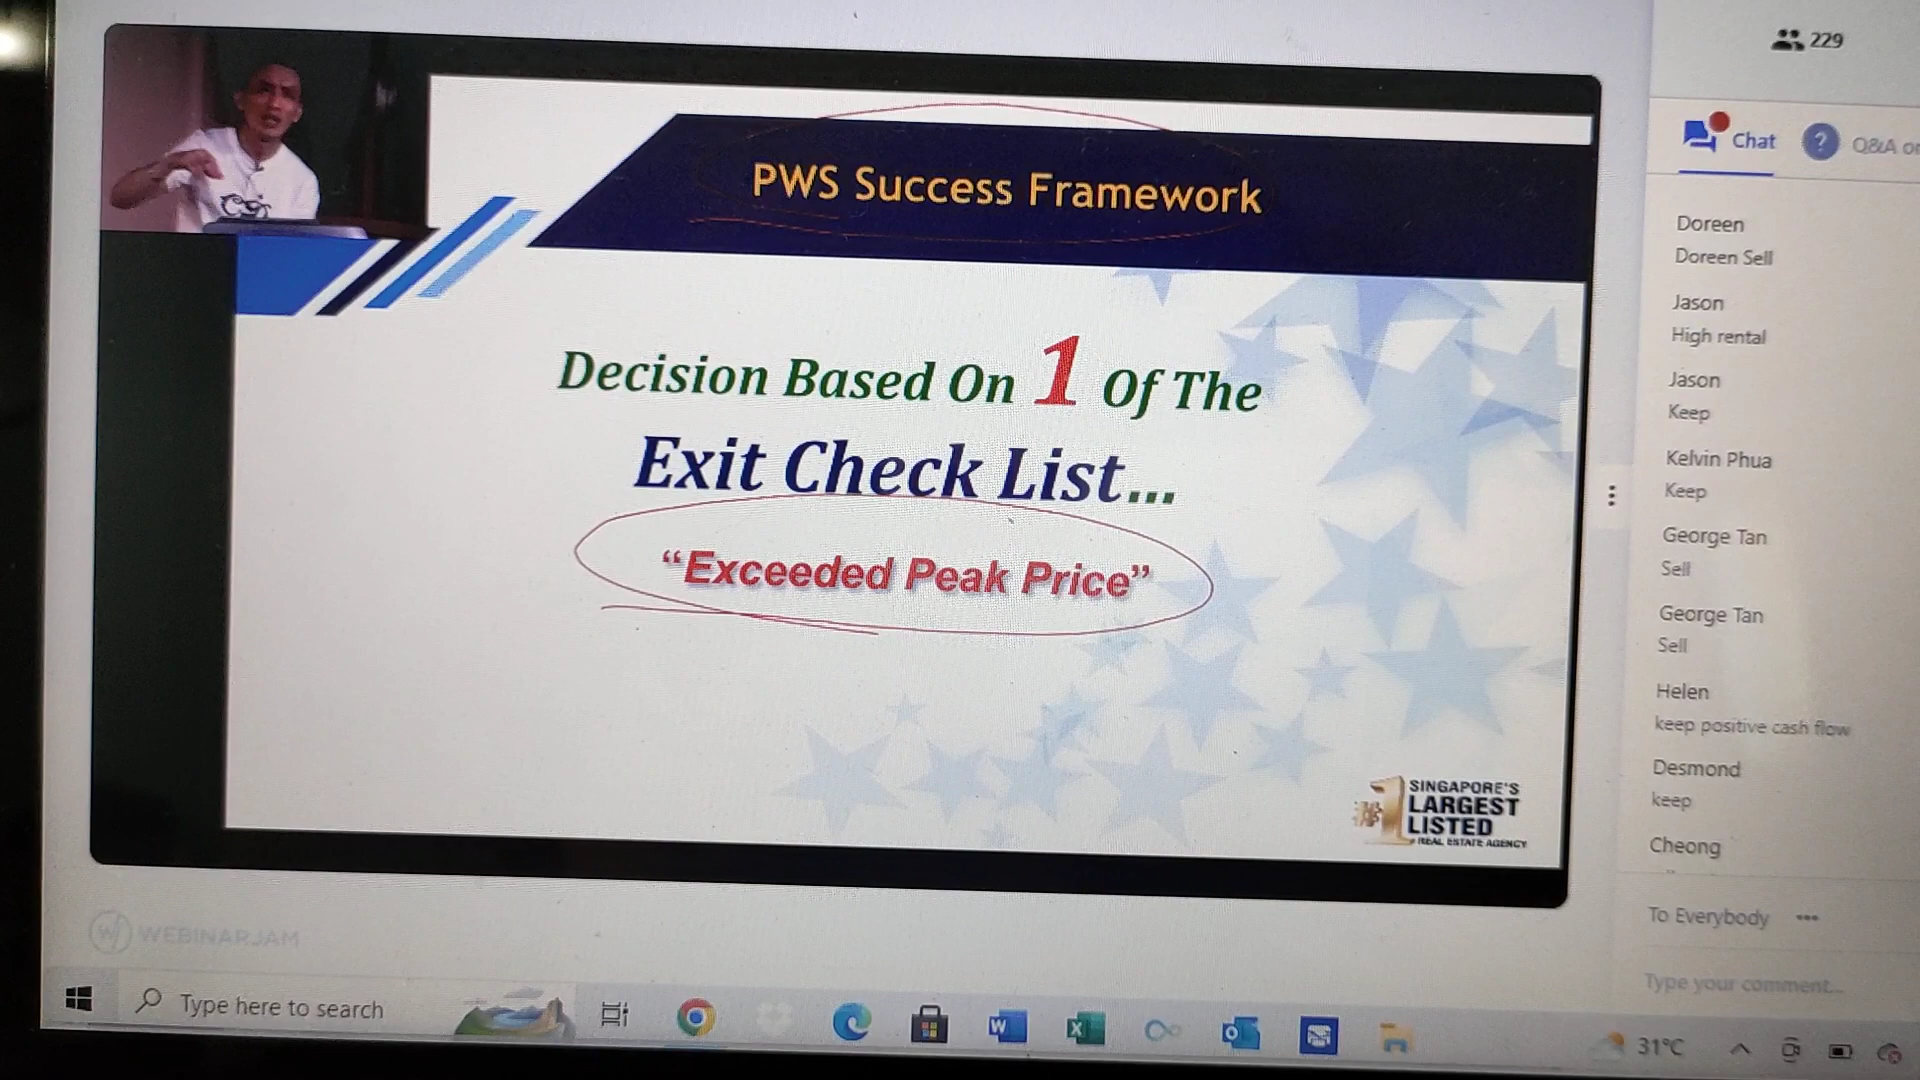 229
Chat
Q&A
PWS Success Framework
Decision Based On 1 Of The
Exit Check List...
“Exceeded Peak Price”
#1
SINGAPORE'S
LARGEST
LISTED
REAL ESTATE AGENCY
Doreen
Doreen Sell
Jason
High rental
Jason
Keep
Kelvin Phua
Keep
George Tan
Sell
George Tan
Sell
Helen
keep positive cash flow
Desmond
keep
Cheong
To Everybody
Type your comment...
WEBINARJAM
Type here to search
31°C